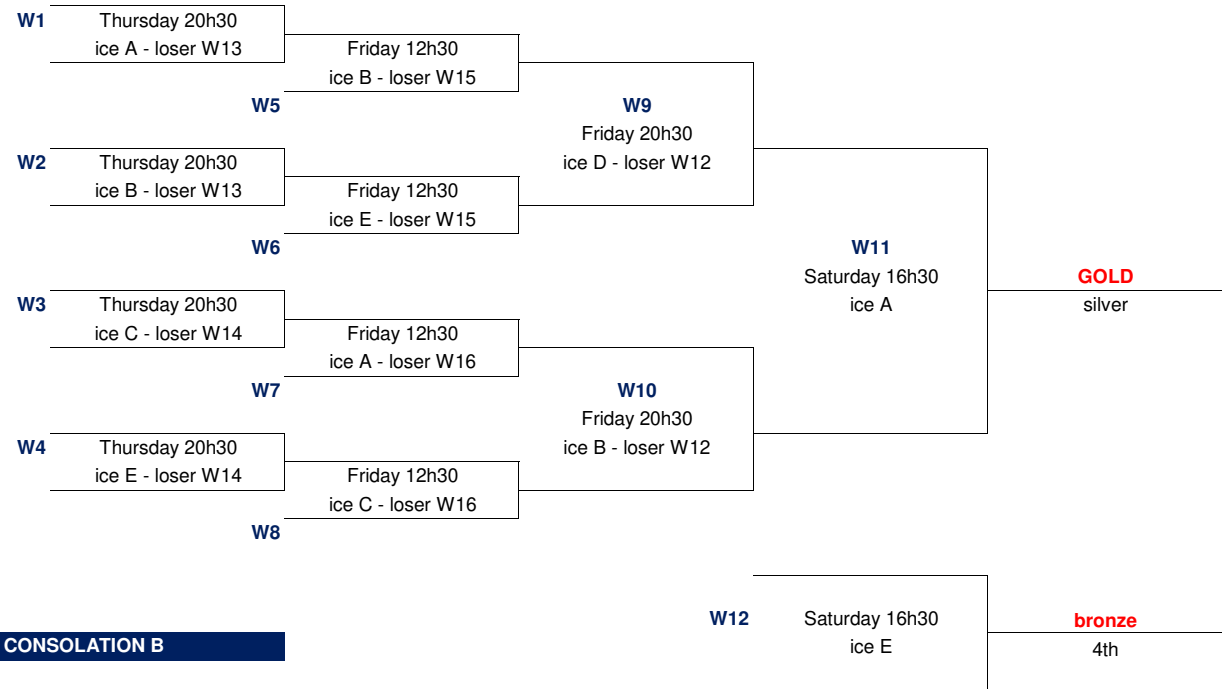 W1
Thursday 20h30
ice A - loser W13
Friday 12h30
ice B - loser W15
W5
W9
Friday 20h30
ice D - loser W12
W2
Thursday 20h30
ice B - loser W13
Friday 12h30
ice E - loser W15
W6
W11
Saturday 16h30
ice A
GOLD
silver
W3
Thursday 20h30
ice C - loser W14
Friday 12h30
ice A - loser W16
W7
W10
Friday 20h30
ice B - loser W12
W4
Thursday 20h30
ice E - loser W14
Friday 12h30
ice C - loser W16
W8
W12
Saturday 16h30
ice E
bronze
4th
CONSOLATION B